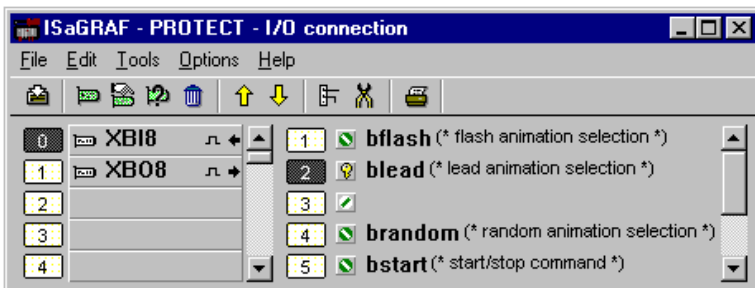 ISaGRAF - PROTECT - I/O connection
File Edit Tools Options Help
0 XBI8 1 bflash (* flash animation selection *)
1 XBO8 2 blead (* lead animation selection *)
2 3
3 4 brandom (* random animation selection *)
4 5 bstart (* start/stop command *)